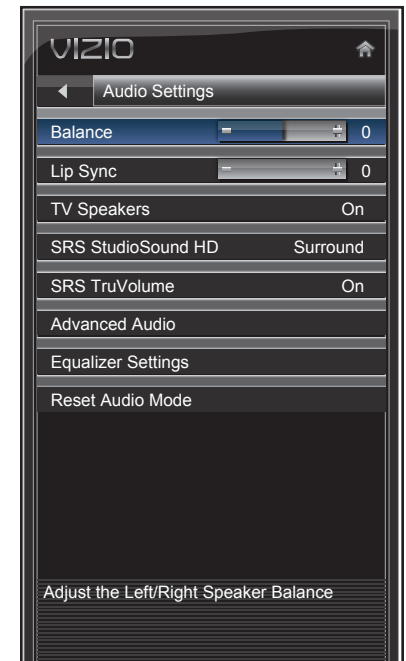 VIZIO
Audio Settings
Balance 0
Lip Sync 0
TV Speakers On
SRS StudioSound HD Surround
SRS TruVolume On
Advanced Audio
Equalizer Settings
Reset Audio Mode
Adjust the Left/Right Speaker Balance